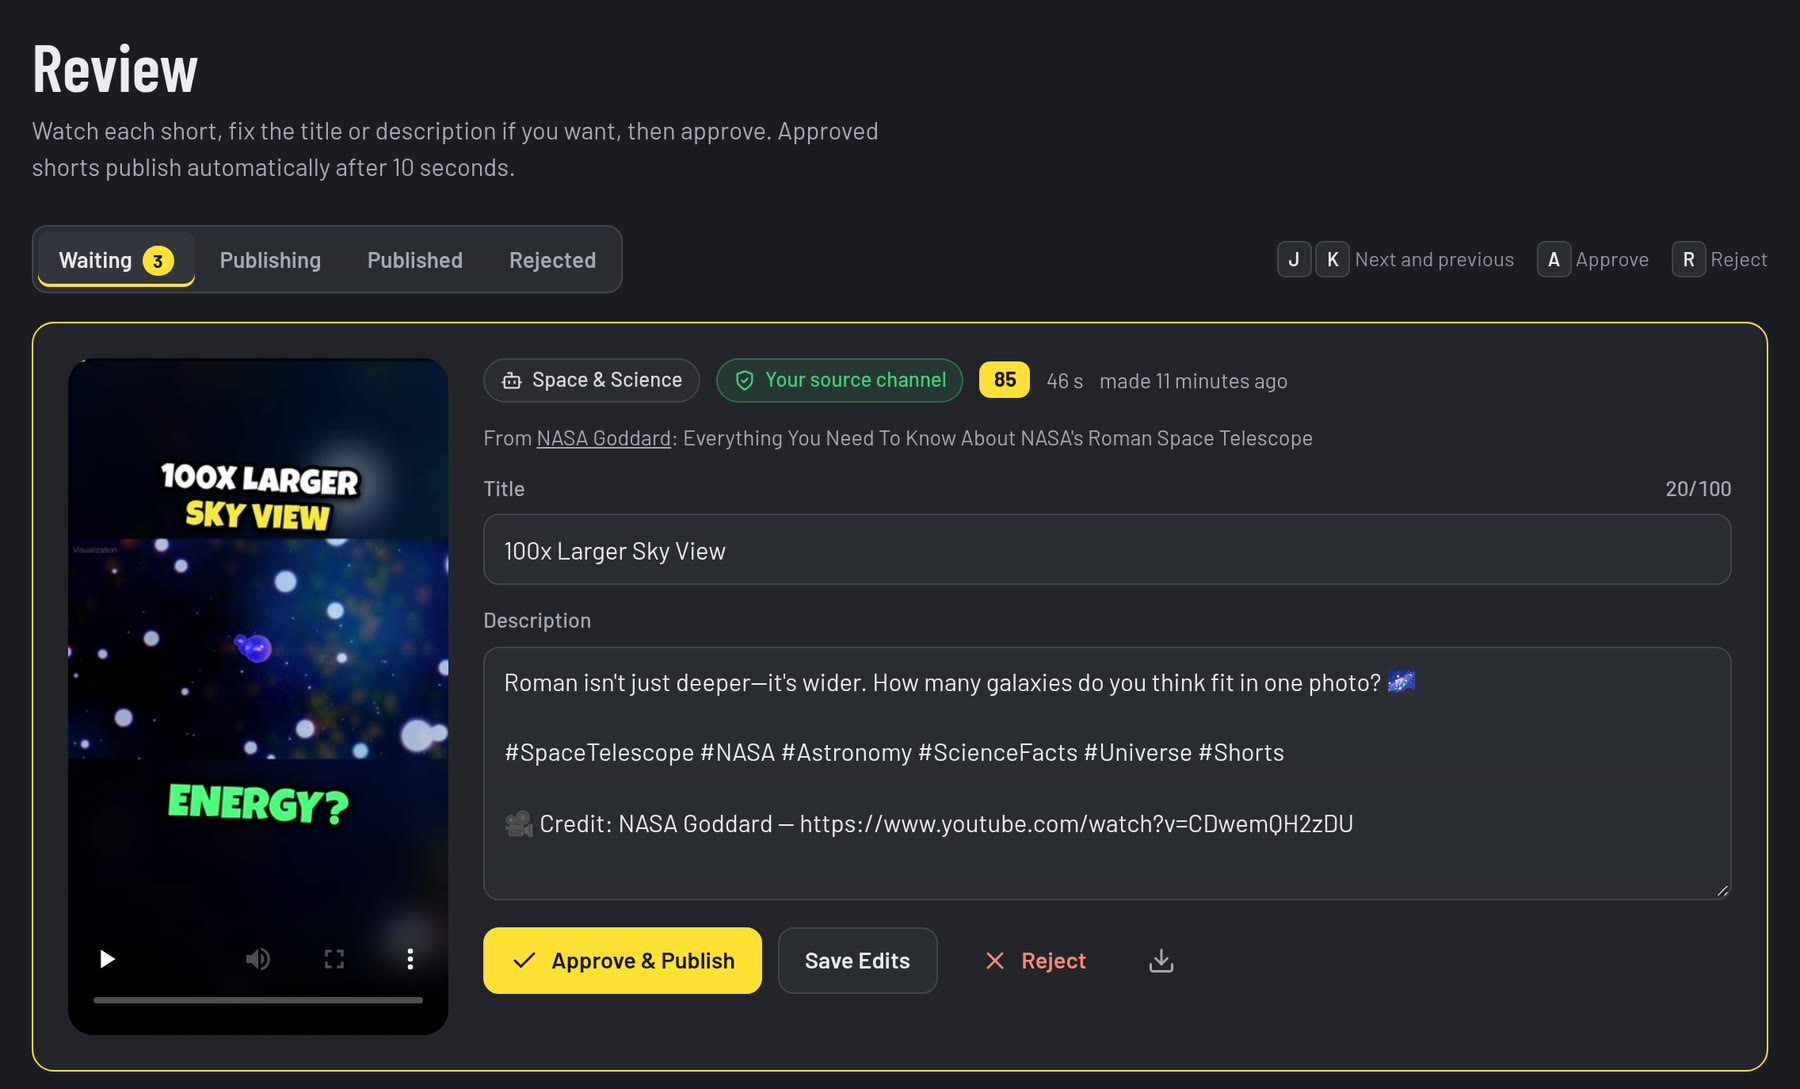 Review
Watch each short, fix the title or description if you want, then approve. Approved
shorts publish automatically after 10 seconds.
Waiting 3 Publishing Published Rejected
J K Next and previous A Approve R Reject
100X LARGER
SKY VIEW
Visualization
ENERGY?
Space & Science Your source channel 85 46 s made 11 minutes ago
From NASA Goddard: Everything You Need To Know About NASA's Roman Space Telescope
Title 20/100
100x Larger Sky View
Description
Roman isn't just deeper—it's wider. How many galaxies do you think fit in one photo? 🌌
#SpaceTelescope #NASA #Astronomy #ScienceFacts #Universe #Shorts
🎥 Credit: NASA Goddard — https://www.youtube.com/watch?v=CDwemQH2zDU
Approve & Publish Save Edits Reject